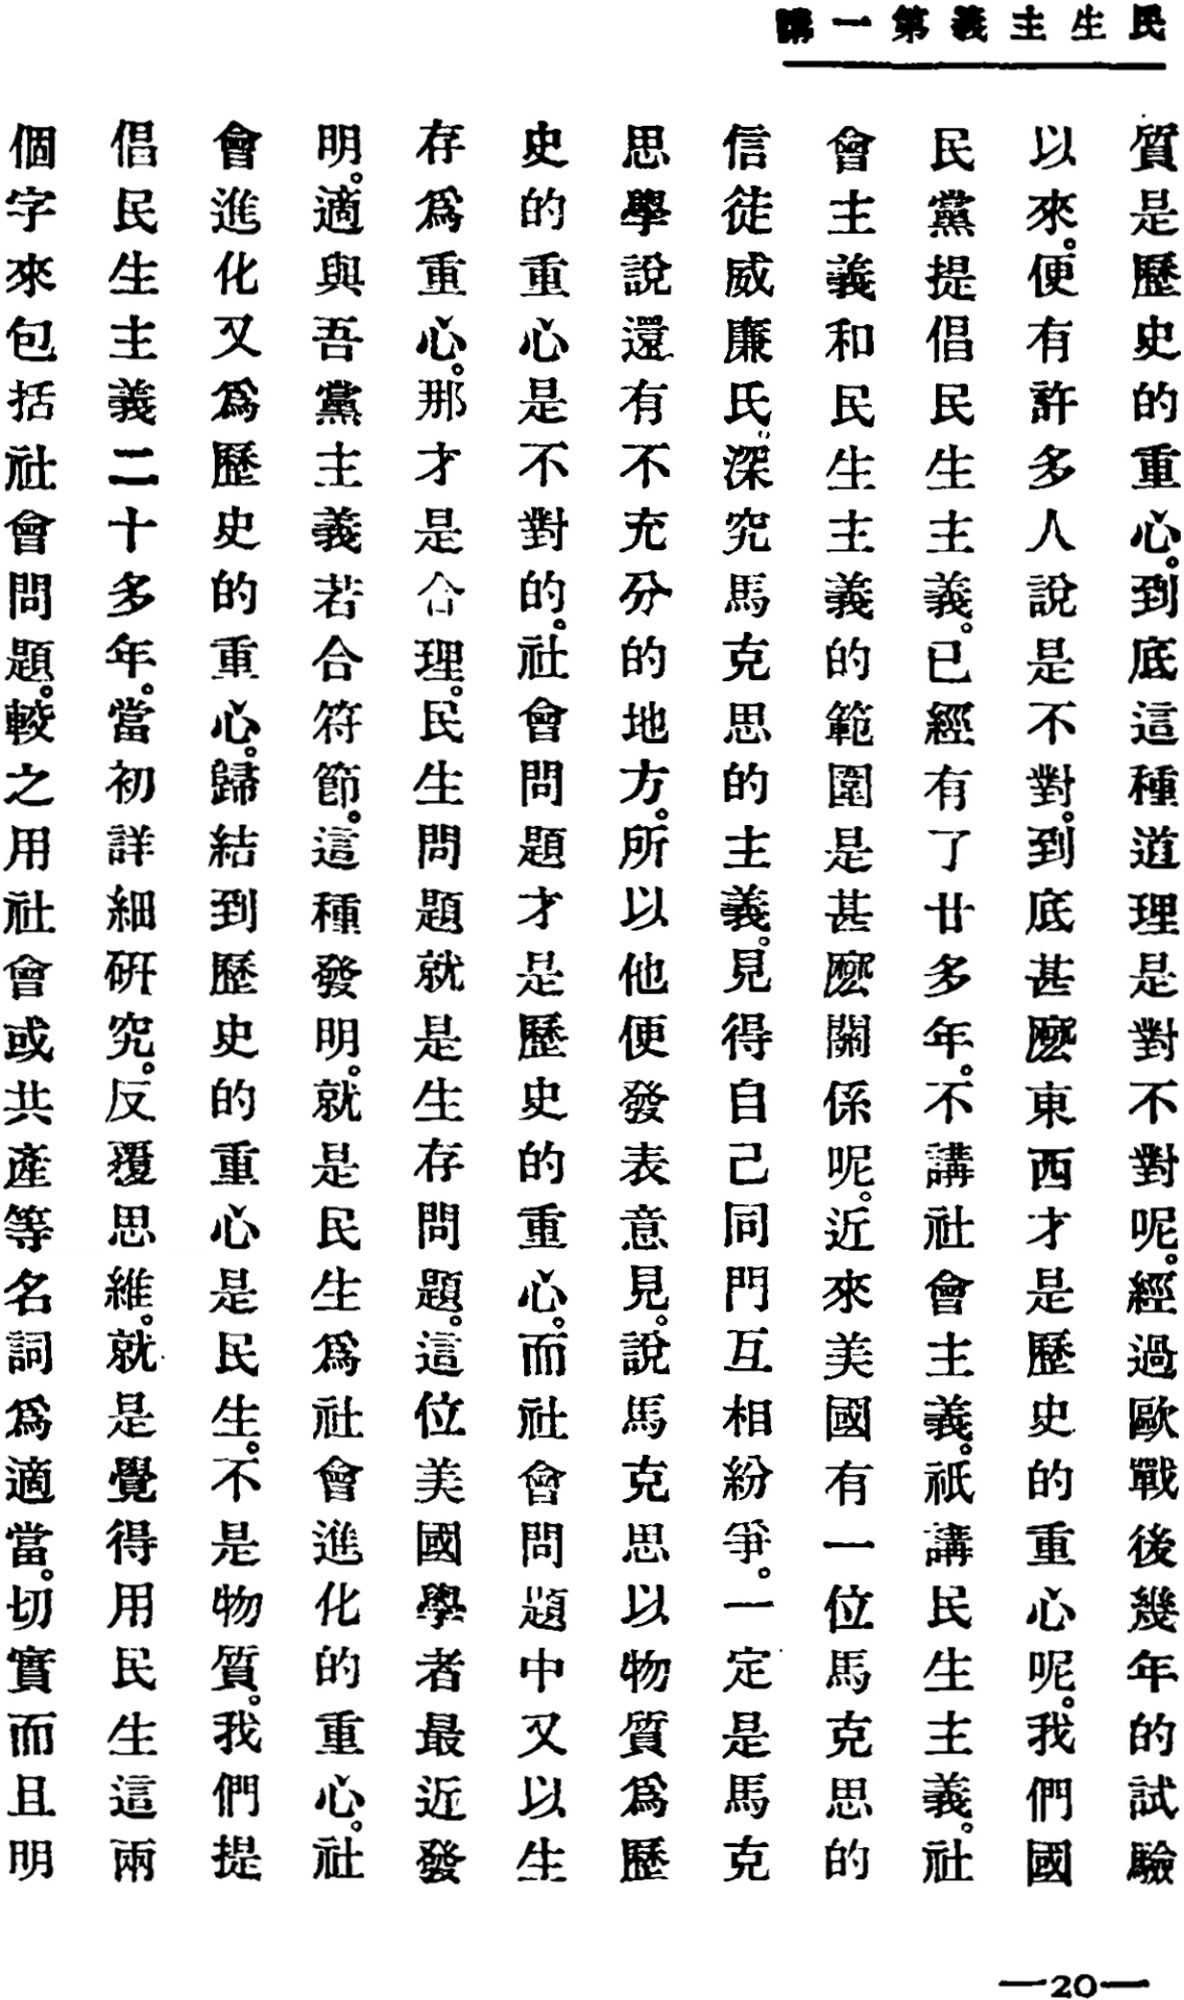 民生主義第一講
質是歷史的重心。到底這種道理是對不對呢。經過歐戰後幾年的試驗
以來。便有許多人說是不對。到底甚麼東西才是歷史的重心呢。我們國
民黨提倡民生主義。已經有了廿多年。不講社會主義。祇講民生主義。社
會主義和民生主義的範圍是甚麼關係呢。近來美國有一位馬克思的
信徒威廉氏。深究馬克思的主義。見得自己同門互相紛爭。一定是馬克
思學說還有不充分的地方。所以他便發表意見。說馬克思以物質為歷
史的重心是不對的。社會問題才是歷史的重心。而社會問題中又以生
存為重心。那才是合理。民生問題就是生存問題。這位美國學者最近發
明。適與吾黨主義若合符節。這種發明。就是民生為社會進化的重心。社
會進化又為歷史的重心。歸結到歷史的重心是民生。不是物質。我們提
倡民生主義二十多年。當初詳細研究。反覆思維。就是覺得用民生這兩
個字來包括社會問題。較之用社會或共產等名詞為適當。切實而且明
—20—